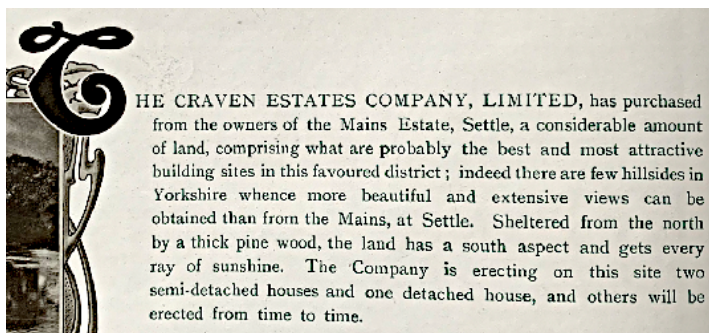 THE CRAVEN ESTATES COMPANY, LIMITED, has purchased
from the owners of the Mains Estate, Settle, a considerable amount
of land, comprising what are probably the best and most attractive
building sites in this favoured district ; indeed there are few hillsides in
Yorkshire whence more beautiful and extensive views can be
obtained than from the Mains, at Settle. Sheltered from the north
by a thick pine wood, the land has a south aspect and gets every
ray of sunshine. The Company is erecting on this site two
semi-detached houses and one detached house, and others will be
erected from time to time.